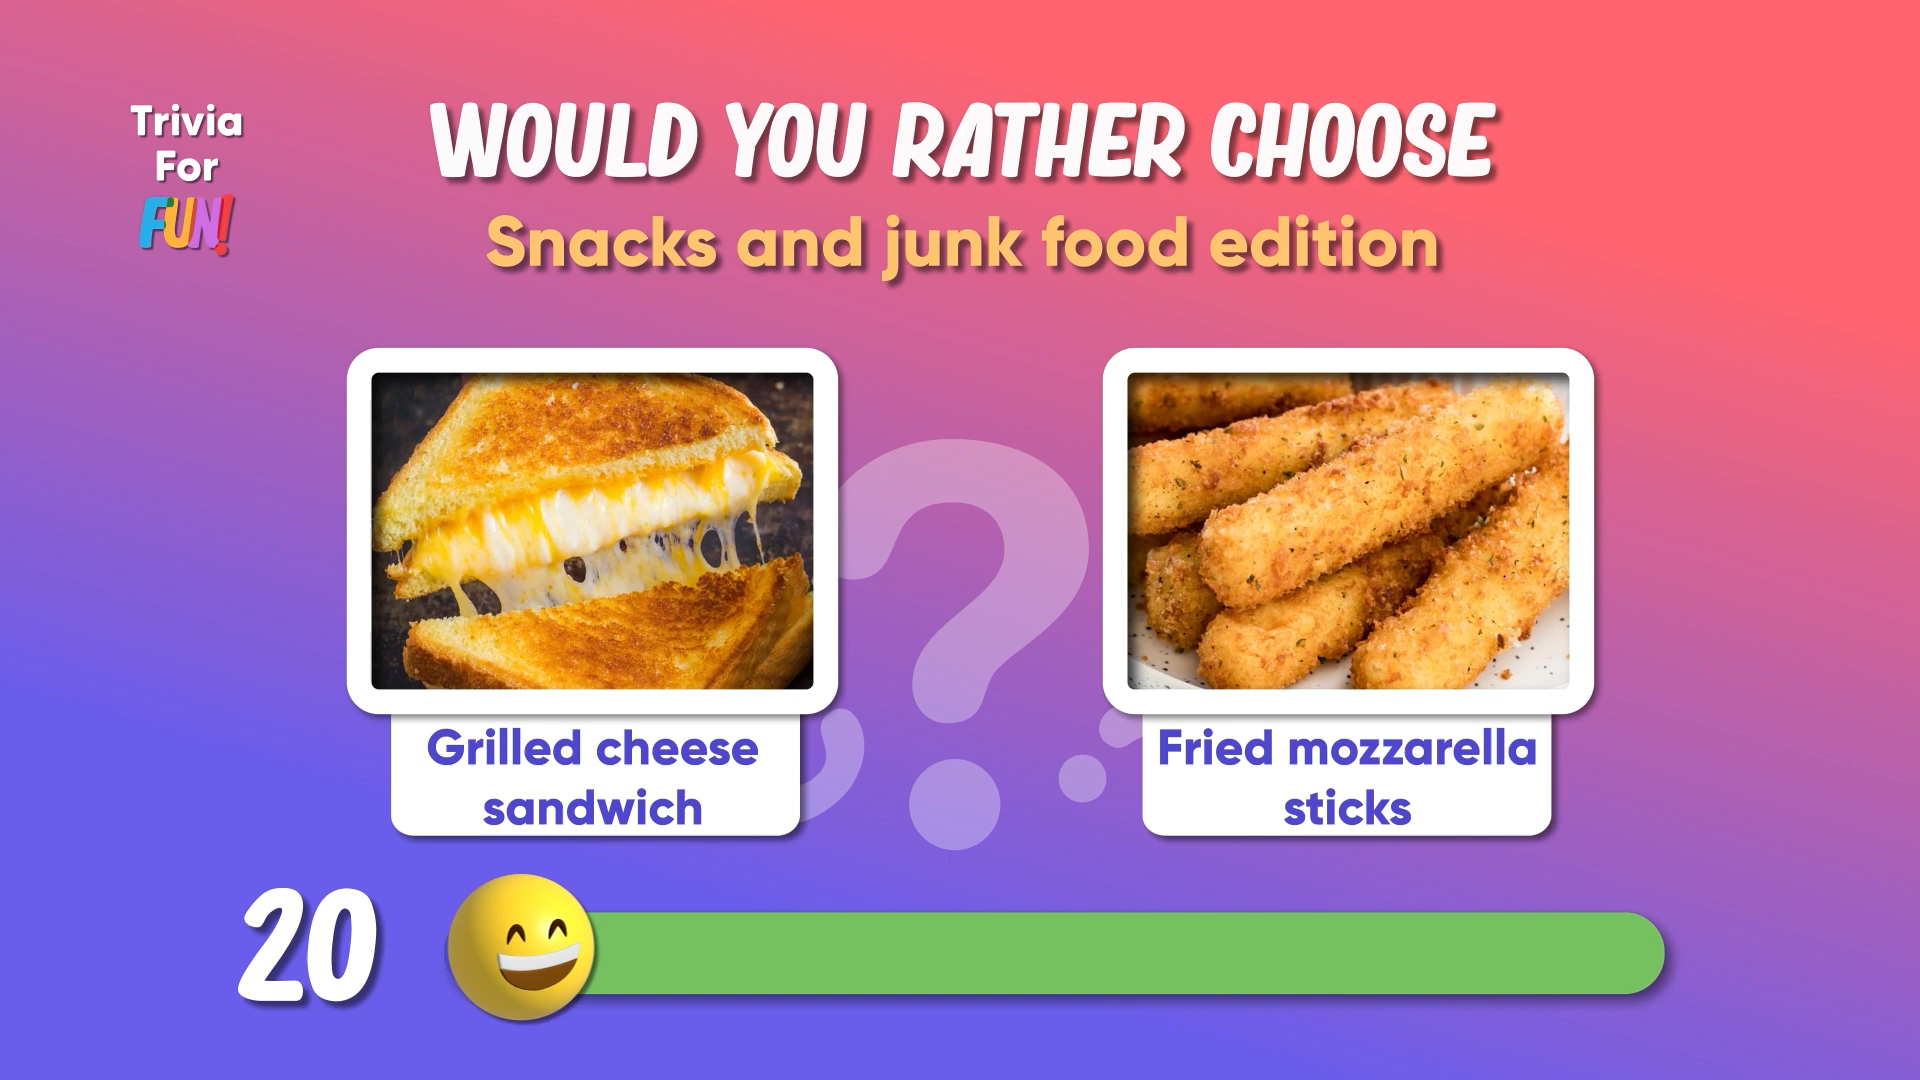 Trivia
For
FUN!
WOULD YOU RATHER CHOOSE
Snacks and junk food edition
Grilled cheese
sandwich
Fried mozzarella
sticks
20